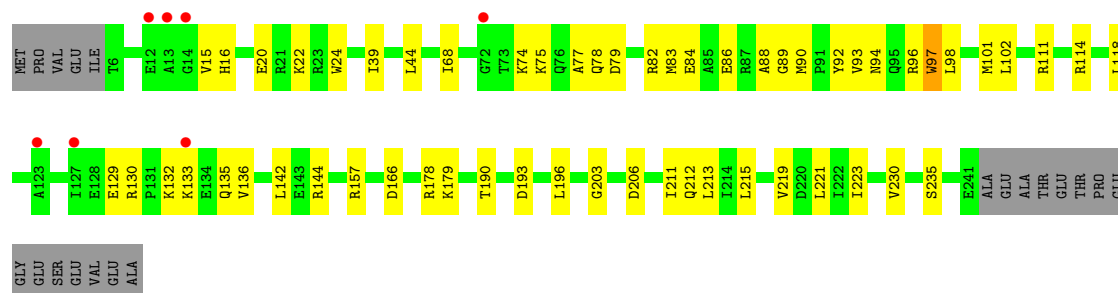 MET PRO VAL GLU ILE T6 E12 A13 G14 V15 H16 E20 R21 K22 R23 W24 I39 L44 I68 G72 T73 K74 K75 Q76 A77 Q78 D79 R82 M83 E84 A85 E86 R87 A88 G89 M90 P91 Y92 V93 N94 Q95 R96 W97 L98 M101 L102 R111 R114
A123 I127 E128 E129 R130 P131 K132 K133 E134 Q135 V136 L142 E143 R144 R157 D166 R178 K179 T190 D193 L196 G203 D206 I211 Q212 L213 I214 L215 V219 D220 L221 I222 I223 V230 S235 E241 ALA GLU ALA THR GLU THR PRO
GLY GLU SER GLU VAL GLU ALA